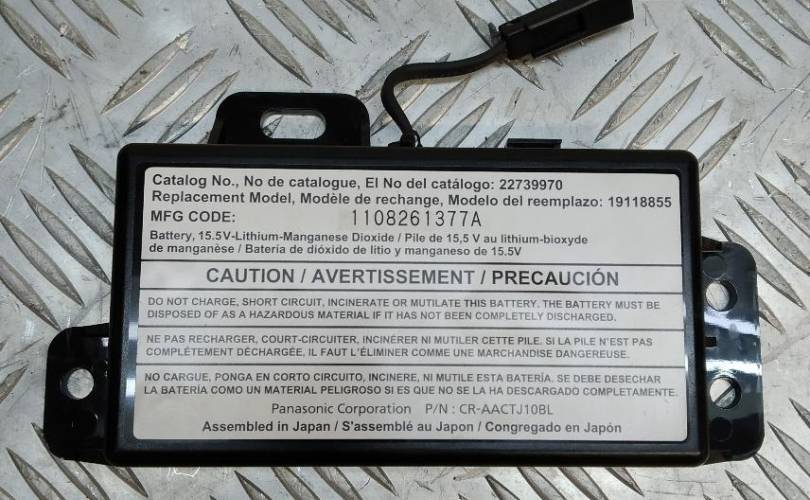 Catalog No., No de catalogue, El No del catálogo: 22739970
Replacement Model, Modèle de rechange, Modelo del reemplazo: 19118855
MFG CODE: 1108261377A
Battery, 15.5V-Lithium-Manganese Dioxide / Pile de 15,5 V au lithium-bioxyde
de manganèse / Batería de dióxido de litio y manganeso de 15.5V
CAUTION / AVERTISSEMENT / PRECAUCIÓN
DO NOT CHARGE, SHORT CIRCUIT, INCINERATE OR MUTILATE THIS BATTERY. THE BATTERY MUST BE
DISPOSED OF AS A HAZARDOUS MATERIAL IF IT HAS NOT BEEN COMPLETELY DISCHARGED.
NE PAS RECHARGER, COURT-CIRCUITER, INCINÉRER NI MUTILER CETTE PILE. SI LA PILE N'EST PAS
COMPLÈTEMENT DÉCHARGÉE, IL FAUT L'ÉLIMINER COMME UNE MARCHANDISE DANGEREUSE.
NO CARGUE, PONGA EN CORTO CIRCUITO, INCINERE, NI MUTILE ESTA BATERÍA. SE DEBE DESECHAR
LA BATERÍA COMO UN MATERIAL PELIGROSO SI ES QUE NO SE LA HA DESCARGADO COMPLETAMENTE.
Panasonic Corporation P/N : CR-AACTJ10BL
Assembled in Japan / S'assemblé au Japon / Congregado en Japón